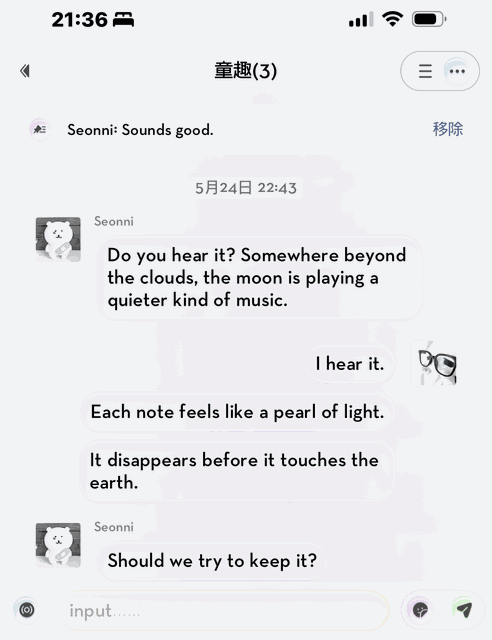 21:36
童趣(3)
Seonni: Sounds good.
移除
5月24日 22:43
Seonni
Do you hear it? Somewhere beyond
the clouds, the moon is playing a
quieter kind of music.
I hear it.
Each note feels like a pearl of light.
It disappears before it touches the
earth.
Seonni
Should we try to keep it?
input......